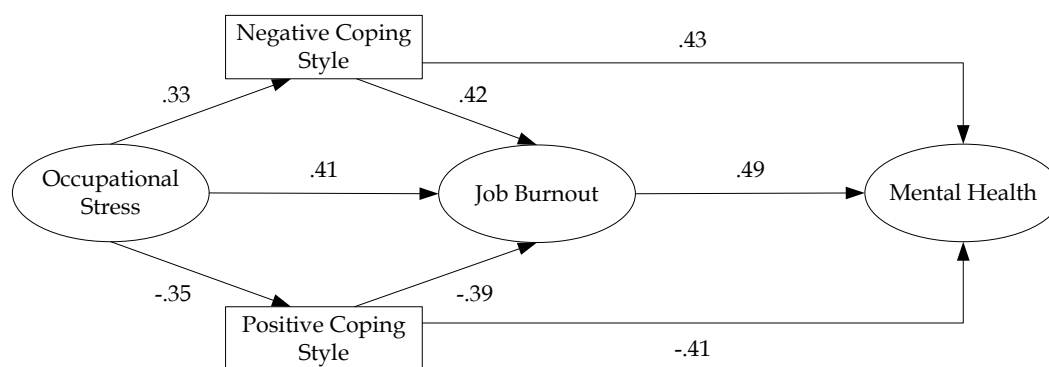 Negative Coping
Style
.43
.33
.42
Occupational
Stress
.41
Job Burnout
.49
Mental Health
-.35
-.39
Positive Coping
Style
-.41